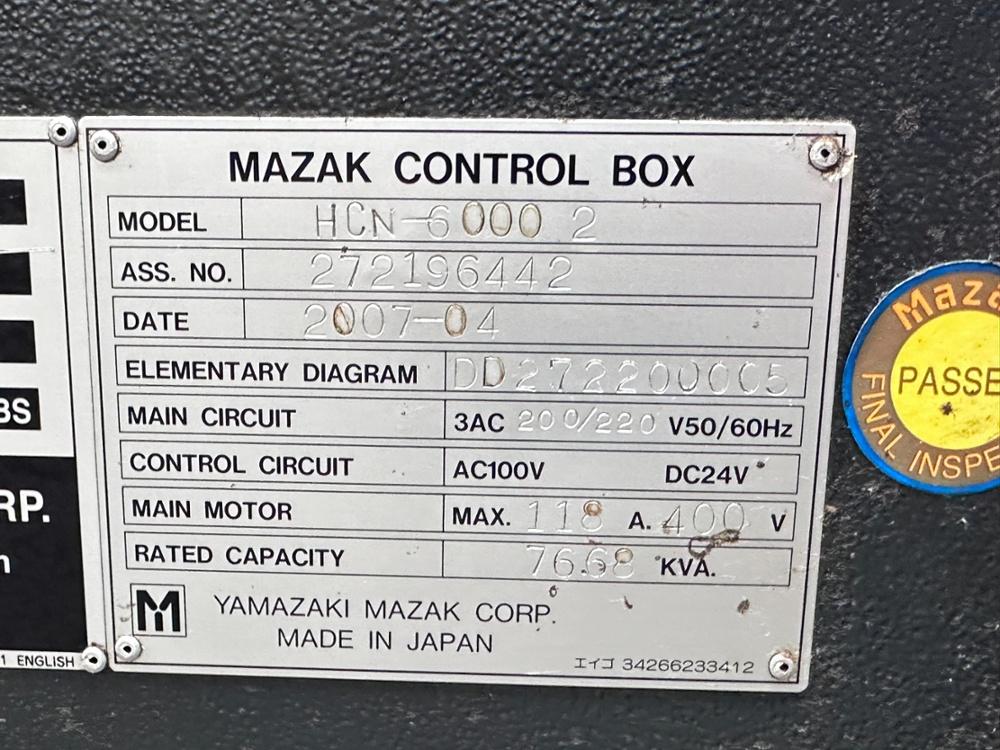 MAZAK CONTROL BOX
MODEL HCN-6000 2
ASS. NO. 272196442
DATE 2007-04
ELEMENTARY DIAGRAM DD272200005
MAIN CIRCUIT 3AC 200/220 V50/60Hz
CONTROL CIRCUIT AC100V DC24V
MAIN MOTOR MAX. 118 A. 400 V
RATED CAPACITY 76.68 KVA.
YAMAZAKI MAZAK CORP.
MADE IN JAPAN
エイゴ 34266233412
BS
RP.
1 ENGLISH
Maz
PASSE
FINAL INSPE